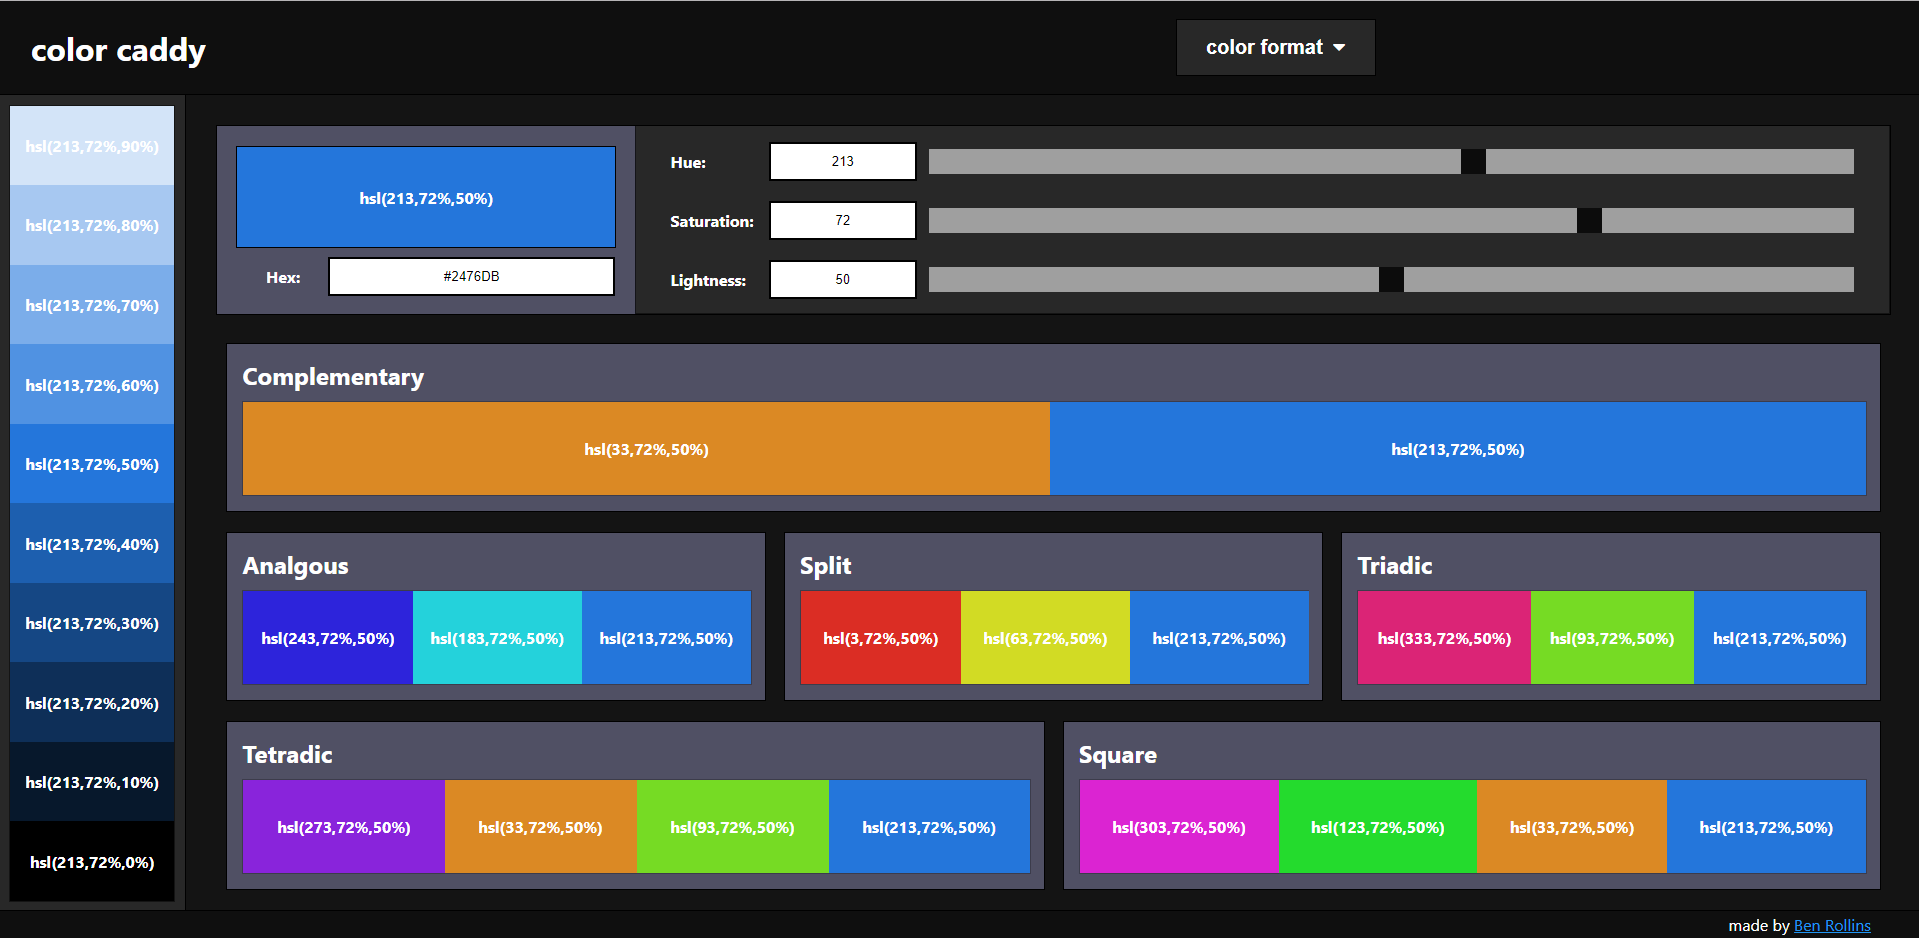 color caddy
color format
hsl(213,72%,90%)
hsl(213,72%,80%)
hsl(213,72%,70%)
hsl(213,72%,60%)
hsl(213,72%,50%)
hsl(213,72%,40%)
hsl(213,72%,30%)
hsl(213,72%,20%)
hsl(213,72%,10%)
hsl(213,72%,0%)
hsl(213,72%,50%)
Hex: #2476DB
Hue: 213
Saturation: 72
Lightness: 50
Complementary
hsl(33,72%,50%) hsl(213,72%,50%)
Analgous
hsl(243,72%,50%) hsl(183,72%,50%) hsl(213,72%,50%)
Split
hsl(3,72%,50%) hsl(63,72%,50%) hsl(213,72%,50%)
Triadic
hsl(333,72%,50%) hsl(93,72%,50%) hsl(213,72%,50%)
Tetradic
hsl(273,72%,50%) hsl(33,72%,50%) hsl(93,72%,50%) hsl(213,72%,50%)
Square
hsl(303,72%,50%) hsl(123,72%,50%) hsl(33,72%,50%) hsl(213,72%,50%)
made by Ben Rollins